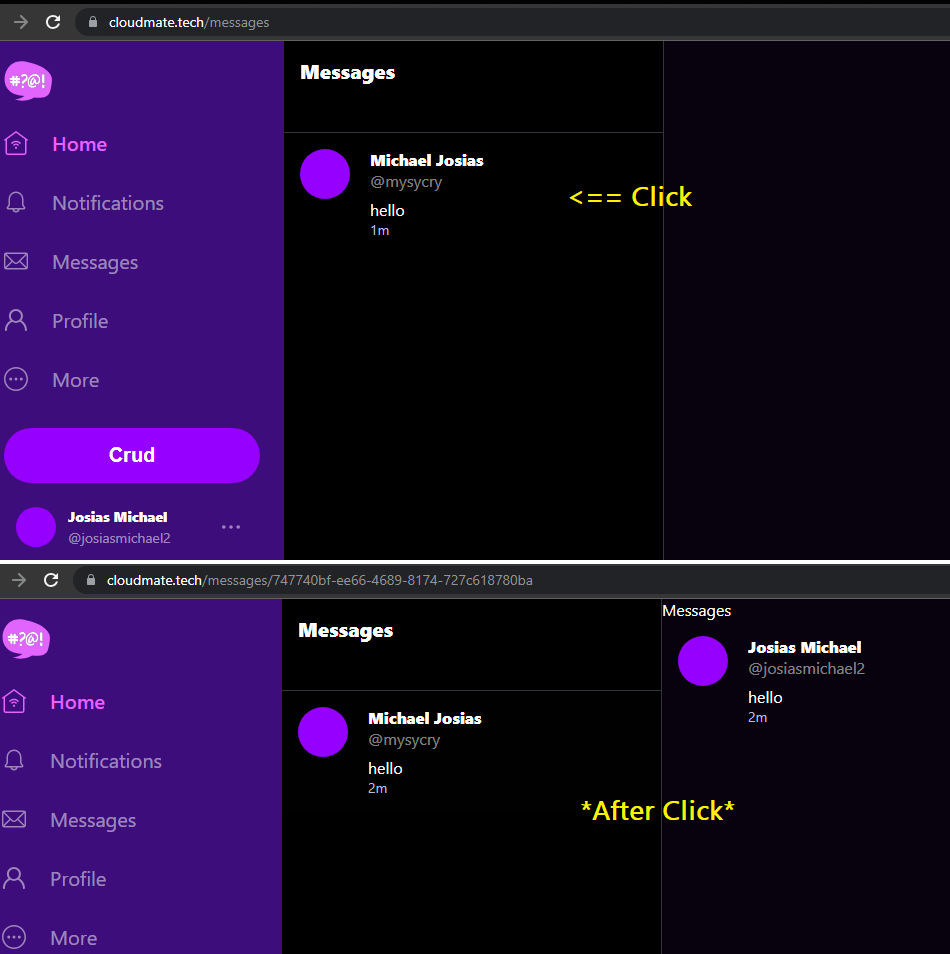 cloudmate.tech/messages
#?@!
Home
Notifications
Messages
Profile
More
Crud
Josias Michael
@josiasmichael2
Messages
Michael Josias
@mysycry
hello
1m
<== Click
cloudmate.tech/messages/747740bf-ee66-4689-8174-727c618780ba
#?@!
Home
Notifications
Messages
Profile
More
Messages
Michael Josias
@mysycry
hello
2m
Messages
Josias Michael
@josiasmichael2
hello
2m
*After Click*